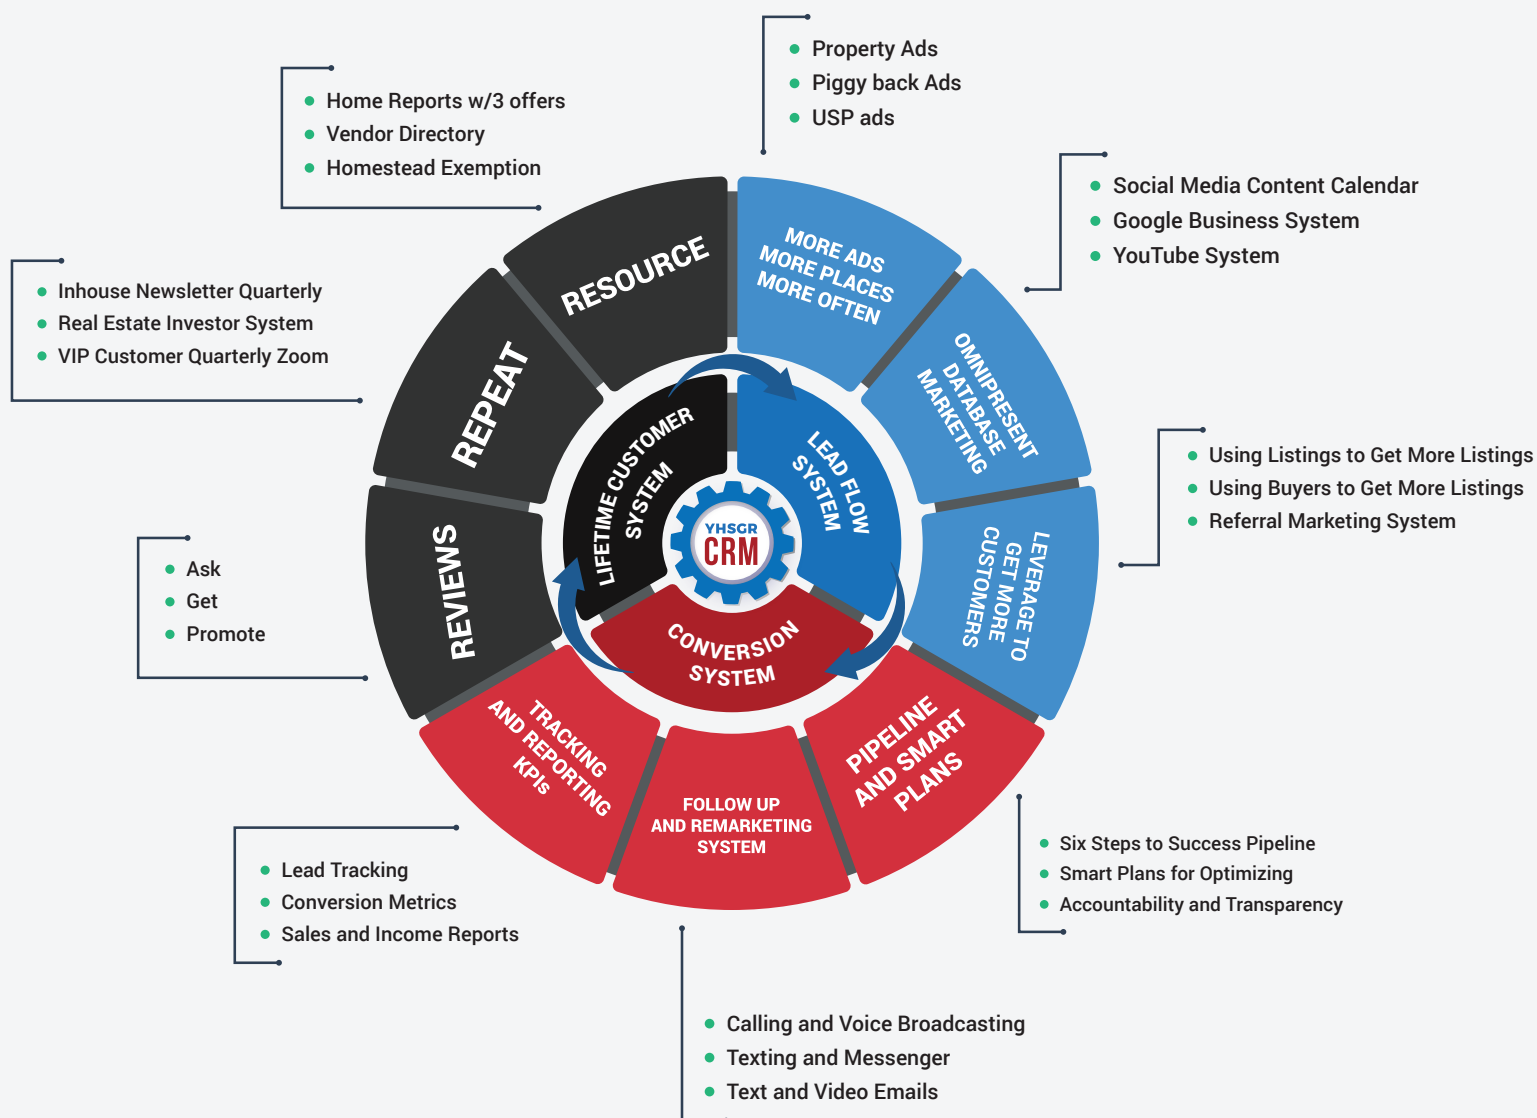 Property Ads
Piggy back Ads
USP ads
Home Reports w/3 offers
Vendor Directory
Homestead Exemption
Social Media Content Calendar
Google Business System
YouTube System
Inhouse Newsletter Quarterly
Real Estate Investor System
VIP Customer Quarterly Zoom
Using Listings to Get More Listings
Using Buyers to Get More Listings
Referral Marketing System
Ask
Get
Promote
RESOURCE
MORE ADS
MORE PLACES
MORE OFTEN
REPEAT
OMNIPRESENT
DATABASE
MARKETING
REVIEWS
LEVERAGE TO
GET MORE
CUSTOMERS
LIFETIME CUSTOMER
SYSTEM
LEAD FLOW
SYSTEM
YHSGR
CRM
CONVERSION
SYSTEM
TRACKING
AND REPORTING
KPIs
FOLLOW UP
AND REMARKETING
SYSTEM
PIPELINE
AND SMART
PLANS
Lead Tracking
Conversion Metrics
Sales and Income Reports
Six Steps to Success Pipeline
Smart Plans for Optimizing
Accountability and Transparency
Calling and Voice Broadcasting
Texting and Messenger
Text and Video Emails